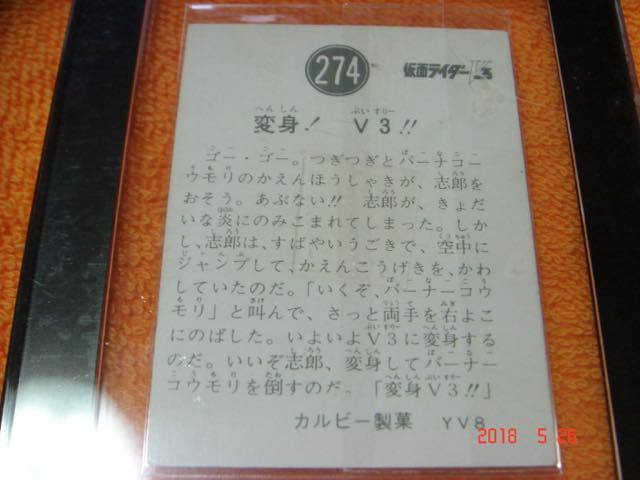 274
仮面ライダーV3
変身！ V3!!
ゴー・ゴー。つぎつぎとバーナコー
ウモリのかえんほうしゃきが、志郎を
おそう。あぶない!! 志郎が、きょだ
いな炎にのみこまれてしまった。しか
し、志郎は、すばやいうごきで、空中に
ジャンプして、かえんこうげきを、かわ
していたのだ。「いくぞ、バーナーコウ
モリ」と叫んで、さっと両手を右よこ
にのばした。いよいよV3に変身する
のだ。いいぞ志郎、変身してバーナー
コウモリを倒すのだ。「変身V3!!」
カルビー製菓 YV8
2018 5 26